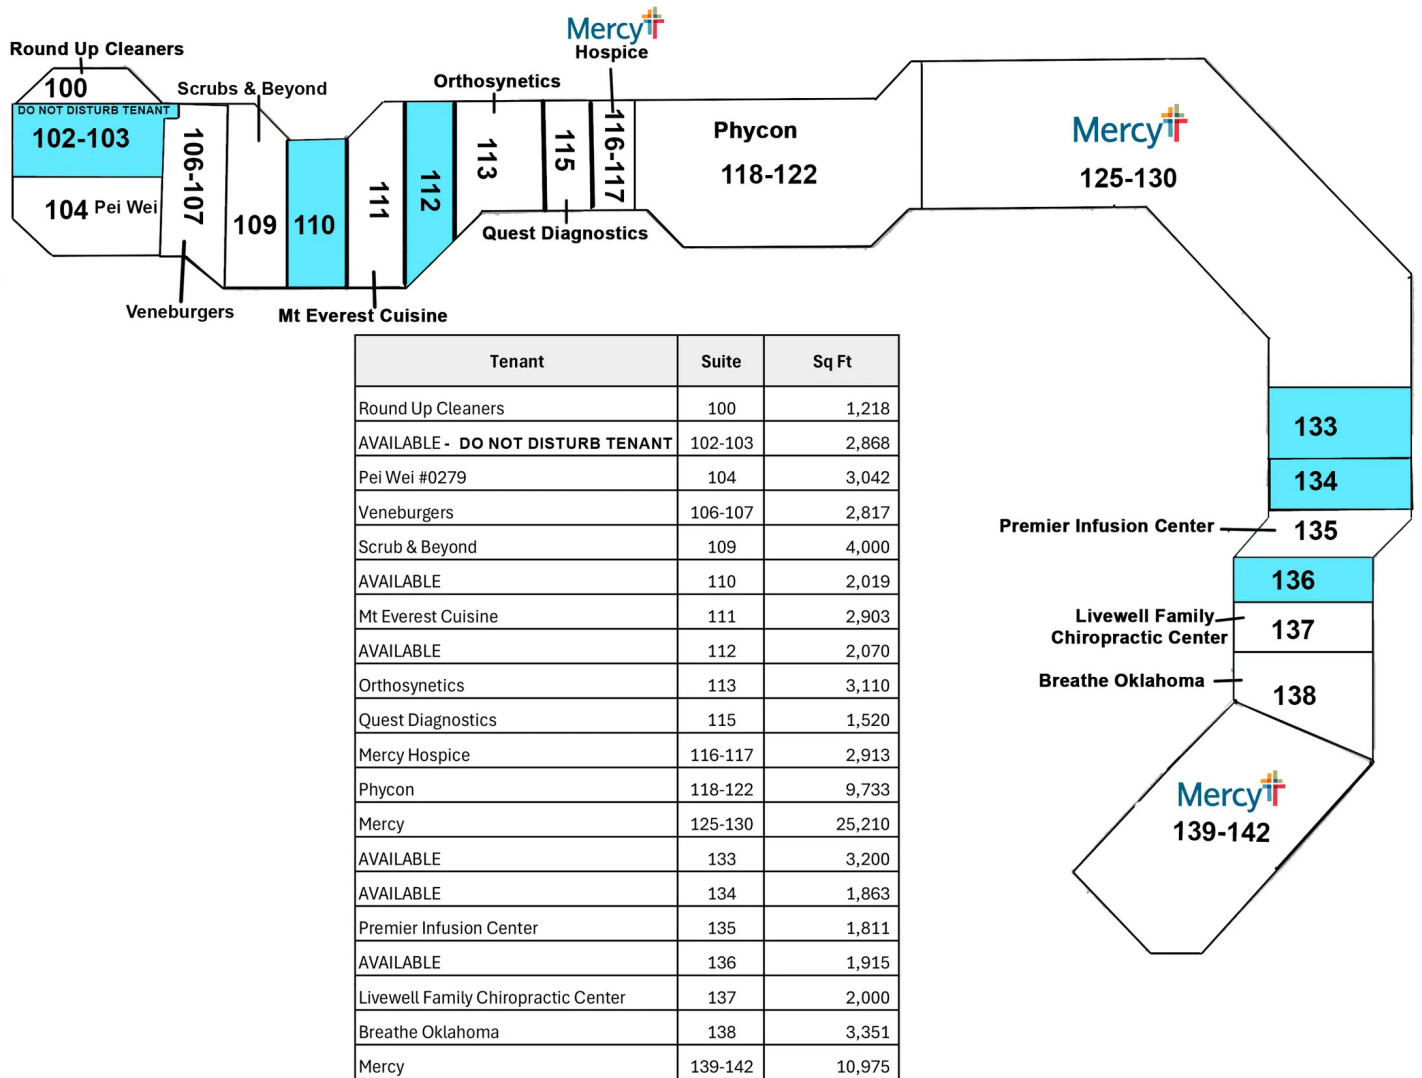 Mercy
Hospice
Round Up Cleaners
100
DO NOT DISTURB TENANT
102-103
104 Pei Wei
106-107
Veneburgers
Scrubs & Beyond
109
110
111
Mt Everest Cuisine
112
Orthosynetics
113
115
Quest Diagnostics
116-117
Phycon
118-122
Mercy
125-130
133
134
Premier Infusion Center
135
136
Livewell Family
Chiropractic Center
137
Breathe Oklahoma
138
Mercy
139-142
Tenant Suite Sq Ft
Round Up Cleaners 100 1,218
AVAILABLE - DO NOT DISTURB TENANT 102-103 2,868
Pei Wei #0279 104 3,042
Veneburgers 106-107 2,817
Scrub & Beyond 109 4,000
AVAILABLE 110 2,019
Mt Everest Cuisine 111 2,903
AVAILABLE 112 2,070
Orthosynetics 113 3,110
Quest Diagnostics 115 1,520
Mercy Hospice 116-117 2,913
Phycon 118-122 9,733
Mercy 125-130 25,210
AVAILABLE 133 3,200
AVAILABLE 134 1,863
Premier Infusion Center 135 1,811
AVAILABLE 136 1,915
Livewell Family Chiropractic Center 137 2,000
Breathe Oklahoma 138 3,351
Mercy 139-142 10,975